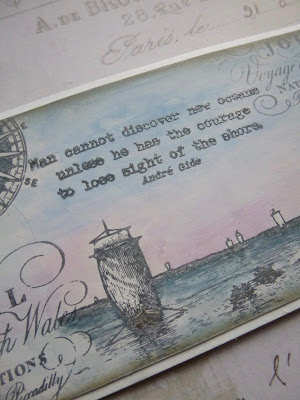 A. DE
28, Rue
Paris, le
Voyage
E
SE
Man cannot discover new oceans
unless he has the courage
to lose sight of the shore.
André Gide
L
Wales
TIONS
Piccadilly